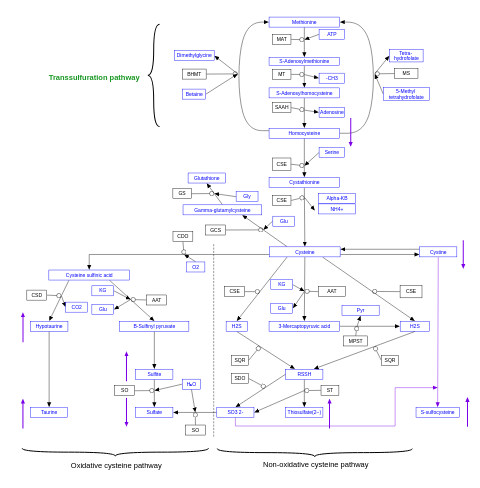 Methionine
MAT
ATP
Dimethylglycine
Tetra-
hydrofolate
S-Adenosylmethionine
BHMT
MT
-CH3
MS
Transsulfuration pathway
Betaine
S-Adenosylhomocysteine
5-Methyl
tetrahydrofolate
SAAH
Adenosine
Homocysteine
Serine
CSE
Glutathione
Cystathionine
GS
Gly
CSE
Alpha-KB
Gamma-glutamylcysteine
NH4+
Glu
GCS
CDO
Cysteine
Cystine
O2
Cysteine sulfinic acid
KG
CSE
KG
AAT
CSE
CSD
AAT
CO2
Glu
Glu
Pyr
Hypotaurine
B-Sulfinyl pyruvate
H2S
3-Mercaptopyruvic acid
H2S
MPST
SQR
SQR
Sulfite
SDO
RSSH
H₂O
SO
ST
Taurine
Sulfate
SO3 2-
Thiosulfate(2−)
S-sulfocysteine
SO
Oxidative cysteine pathway
Non-oxidative cysteine pathway